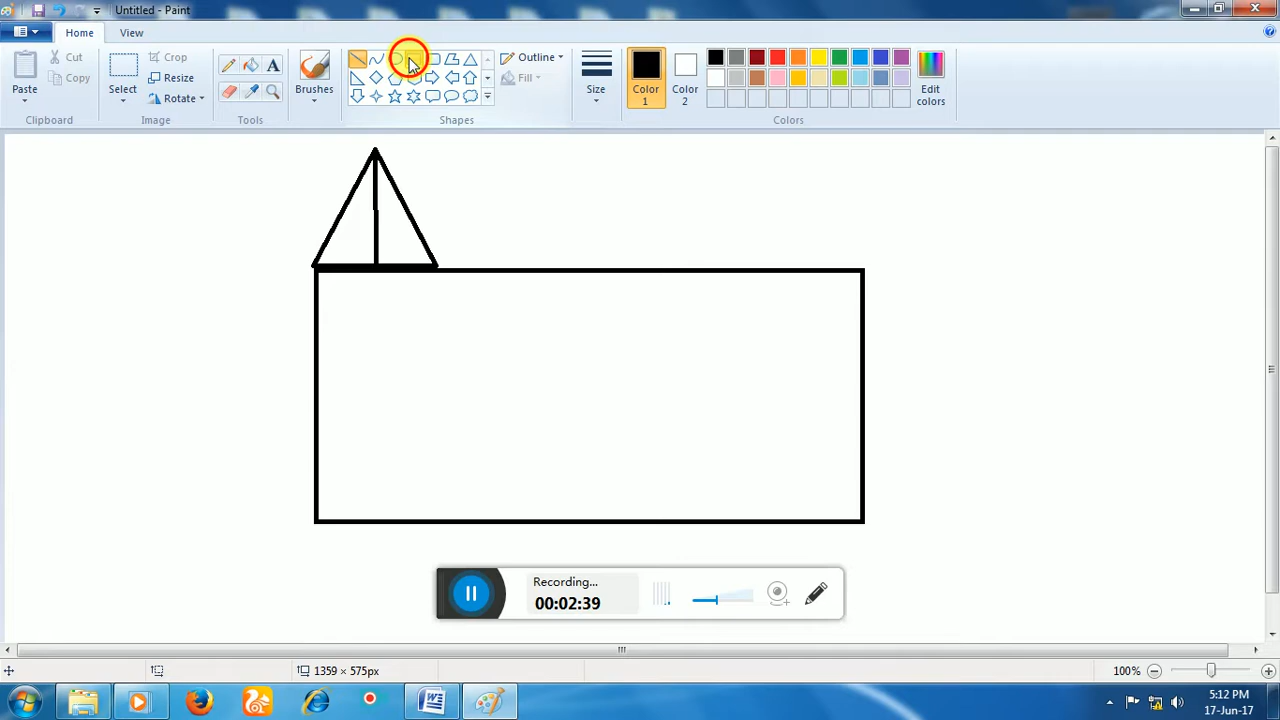 Untitled - Paint
Home
View
Paste
Cut
Copy
Clipboard
Select
Crop
Resize
Rotate
Image
A
Tools
Brushes
Outline
Fill
Shapes
Size
Color 1
Color 2
Edit colors
Colors
Recording...
00:02:39
1359 × 575px
100%
5:12 PM
17-Jun-17